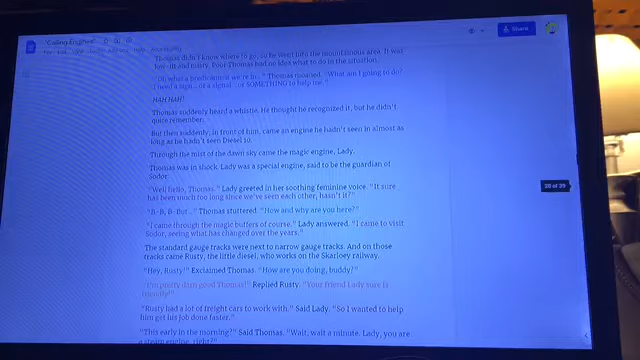 "Calling Engines"
Share
Thomas didn't know where to go, so he went into the mountainous area. It was
low-lit and misty. Poor Thomas had no idea what to do in the situation.
"Oh what a predicament we're in.." Thomas moaned. "What am I going to do?
I need a sign.. or a signal.. or SOMETHING to help me."
Thomas suddenly heard a whistle. He thought he recognized it, but he didn't
quite remember.
But then suddenly, in front of him, came an engine he hadn't seen in almost as
long as he hadn't seen Diesel 10.
Through the mist of the dawn sky came the magic engine, Lady.
Thomas was in shock. Lady was a special engine, said to be the guardian of
Sodor.
"Well hello, Thomas." Lady greeted in her soothing feminine voice. "It sure
has been much too long since we've seen each other, hasn't it?"
"B-B, B-But.." Thomas stuttered. "How and why are you here?"
"I came through the magic buffers of course." Lady answered. "I came to visit
Sodor, seeing what has changed over the years."
The standard gauge tracks were next to narrow gauge tracks. And on those
tracks came Rusty, the little diesel, who works on the Skarloey railway.
"Hey, Rusty!" Exclaimed Thomas. "How are you doing, buddy?"
"I'm pretty darn good Thomas!" Replied Rusty. "Your friend Lady sure is
friendly!"
"Rusty had a lot of freight cars to work with." Said Lady. "So I wanted to help
him get his job done faster."
"This early in the morning?" Said Thomas. "Wait, wait a minute. Lady, you are
a steam engine, right?"
20 of 39